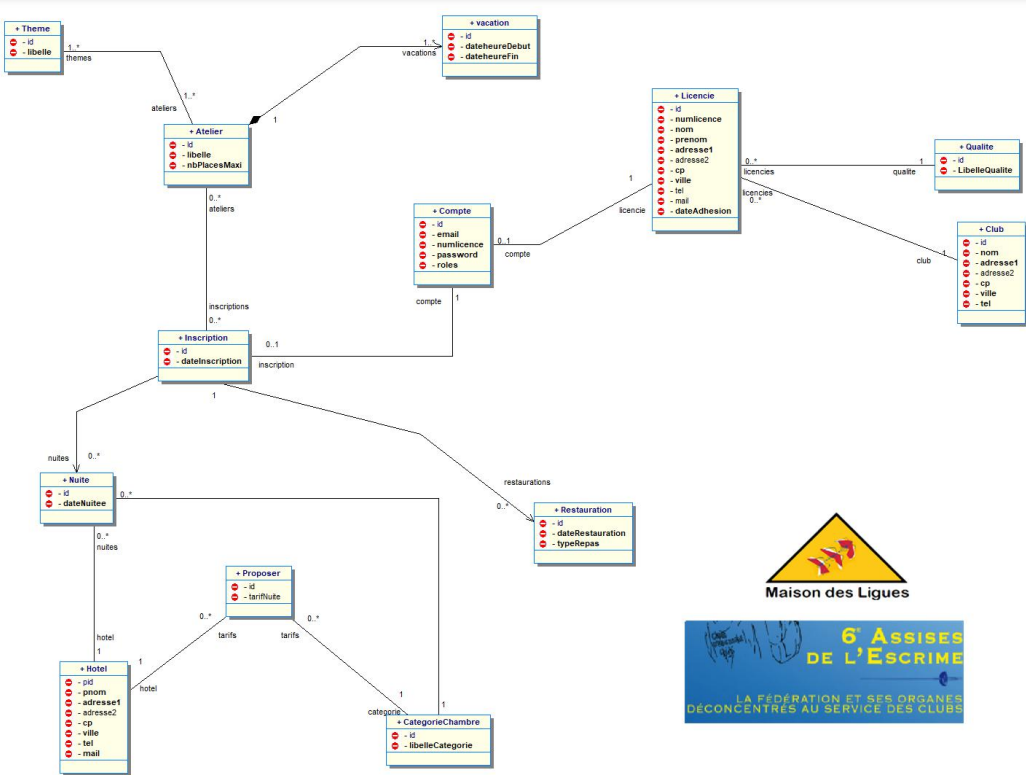 + Theme
- id
- libelle
1..*
themes
ateliers
1..*
+ vacation
- id
- dateheureDebut
- dateheureFin
1..*
vacations
1
+ Atelier
- Id
- libelle
- nbPlacesMaxi
0..*
ateliers
inscriptions
0..*
+ Licencie
- id
- numlicence
- nom
- prenom
- adresse1
- adresse2
- cp
- ville
- tel
- mail
- dateAdhesion
0..*
licencies
1
qualite
+ Qualite
- id
- LibelleQualite
licencies
0..*
club
1
+ Club
- id
- nom
- adresse1
- adresse2
- cp
- ville
- tel
1
licencie
+ Compte
- id
- email
- numlicence
- password
- roles
0..1
compte
compte
1
+ Inscription
- id
- dateInscription
0..1
inscription
1
nuites
0..*
+ Nuite
- id
- dateNuitee
0..*
restaurations
0..*
+ Restauration
- id
- dateRestauration
- typeRepas
0..*
nuites
+ Proposer
- id
- tarifNuite
0..*
tarifs
0..*
tarifs
hotel
1
+ Hotel
- pid
- pnom
- adresse1
- adresse2
- cp
- ville
- tel
- mail
1
hotel
1
categorie
1
+ CategorieChambre
- id
- libelleCategorie
Maison des Ligues
6e ASSISES
DE L'ESCRIME
LA FÉDÉRATION ET SES ORGANES
DÉCONCENTRÉS AU SERVICE DES CLUBS